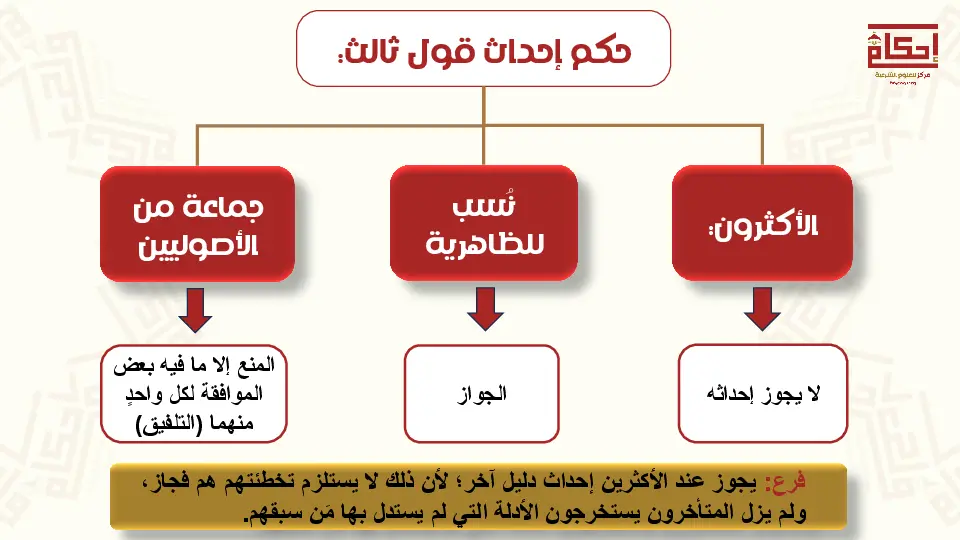 حكم إحداث قول ثالث:
إحكام
مركز للعلوم الشرعية
الأكثرون:
نُسب
للظاهرية
جماعة من
الأصوليين
لا يجوز إحداثه
الجواز
المنع إلا ما فيه بعض
الموافقة لكل واحدٍ
منهما (التلفيق)
فرع: يجوز عند الأكثرين إحداث دليل آخر؛ لأن ذلك لا يستلزم تخطئتهم هم فجاز،
ولم يزل المتأخرون يستخرجون الأدلة التي لم يستدل بها مَن سبقهم.